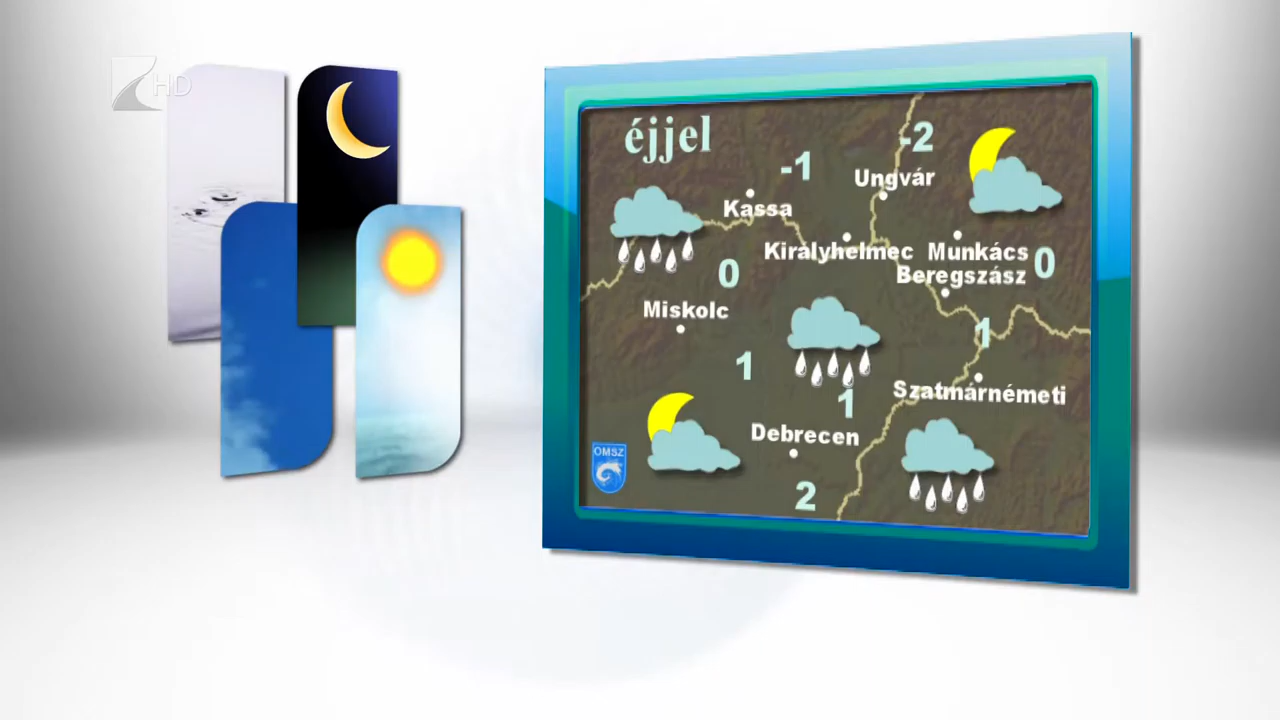 HD
éjjel
-2
-1
Ungvár
Kassa
Királyhelmec
Munkács
0
Beregszász
0
Miskolc
1
1
1
Szatmárnémeti
Debrecen
OMSZ
2